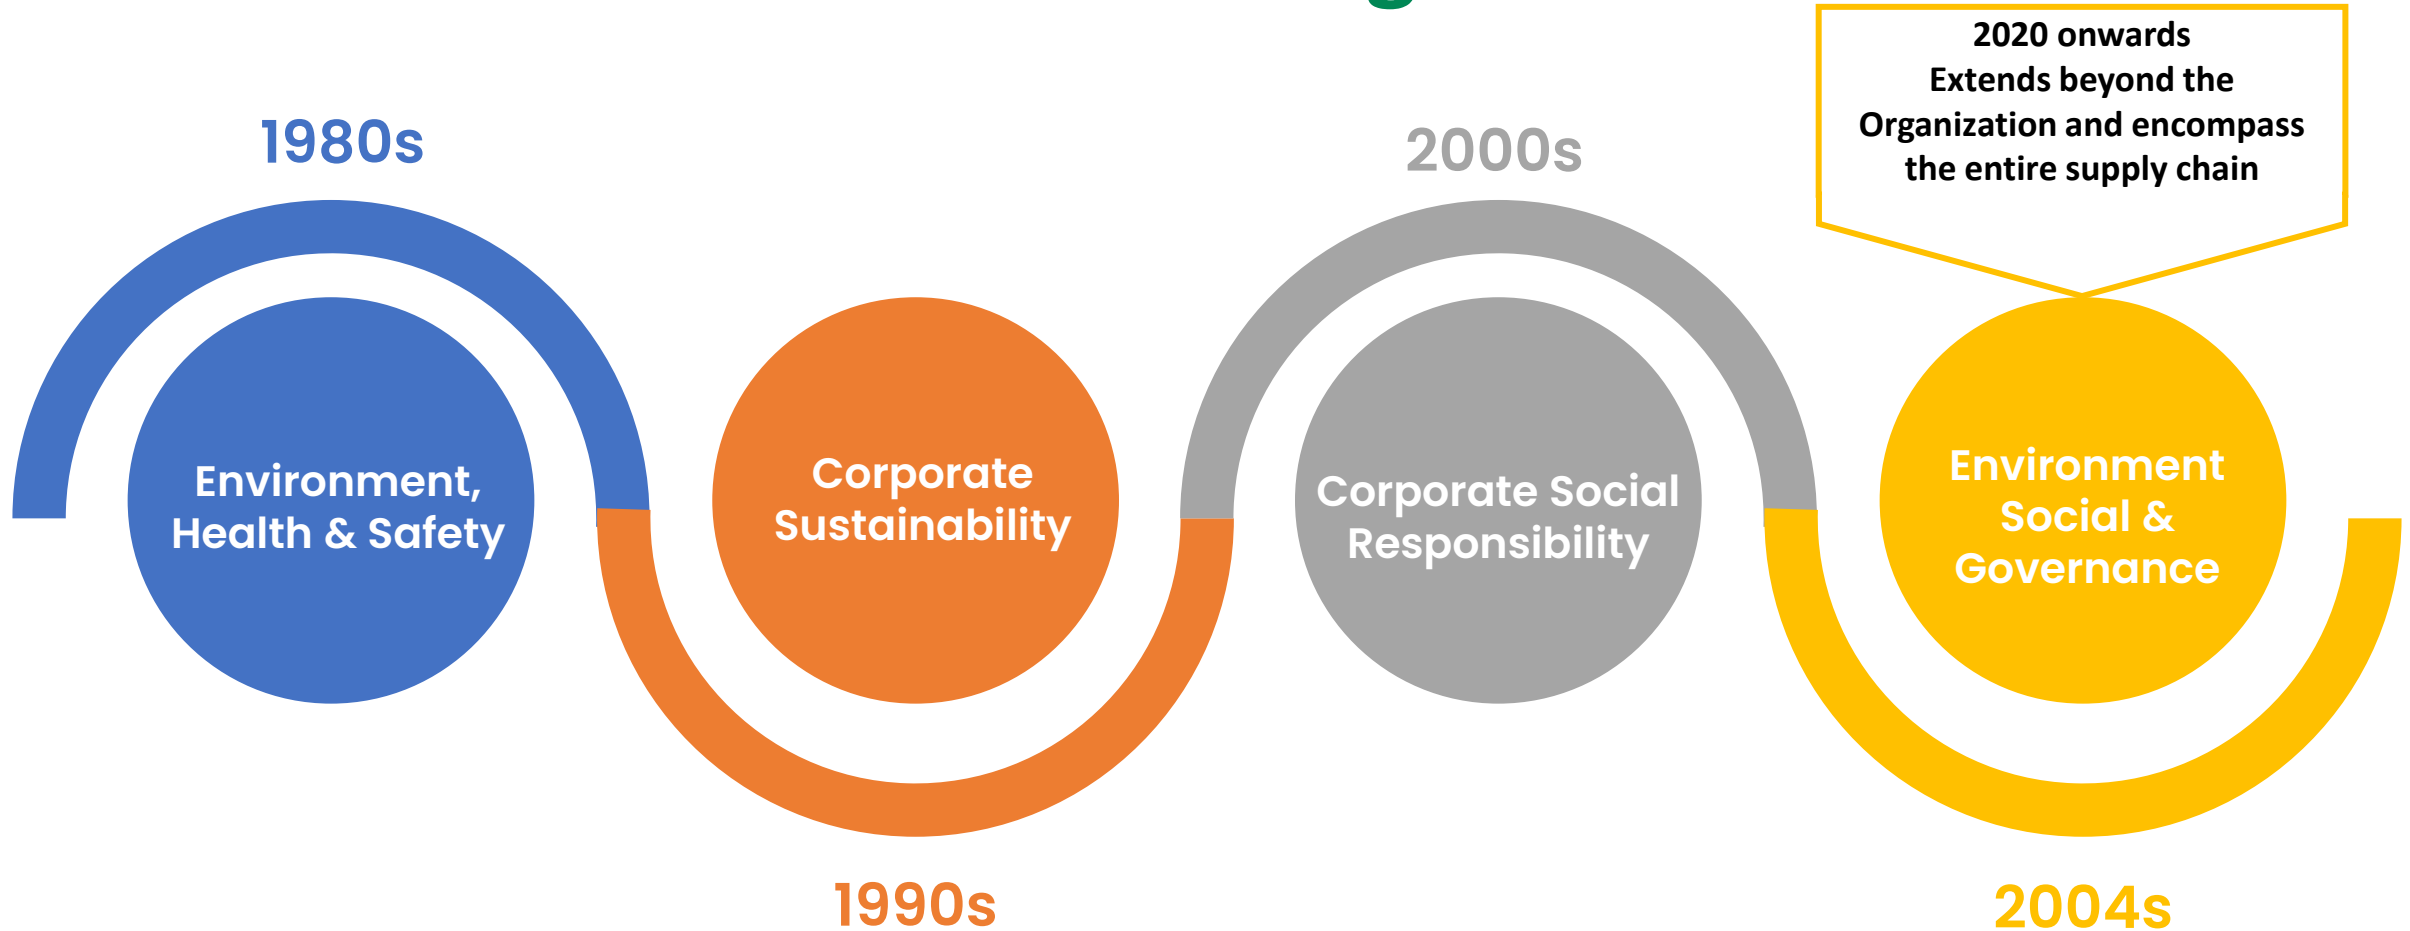 2020 onwards
Extends beyond the
Organization and encompass
the entire supply chain
1980s
2000s
Environment,
Health & Safety
Corporate
Sustainability
Corporate Social
Responsibility
Environment
Social &
Governance
1990s
2004s